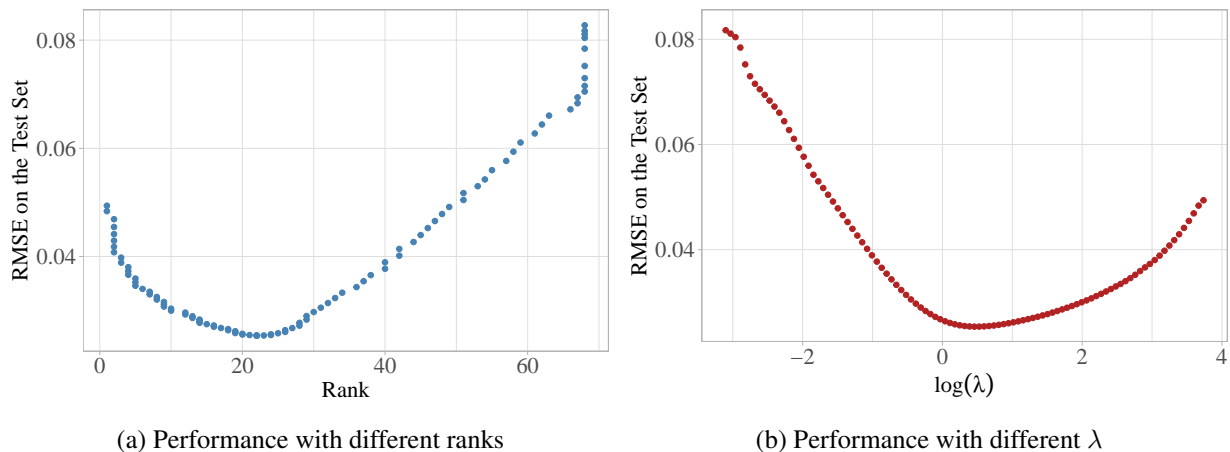 RMSE on the Test Set
0.08
0.06
0.04
0 20 40 60
Rank
(a) Performance with different ranks
RMSE on the Test Set
0.08
0.06
0.04
−2 0 2 4
log(λ)
(b) Performance with different λ